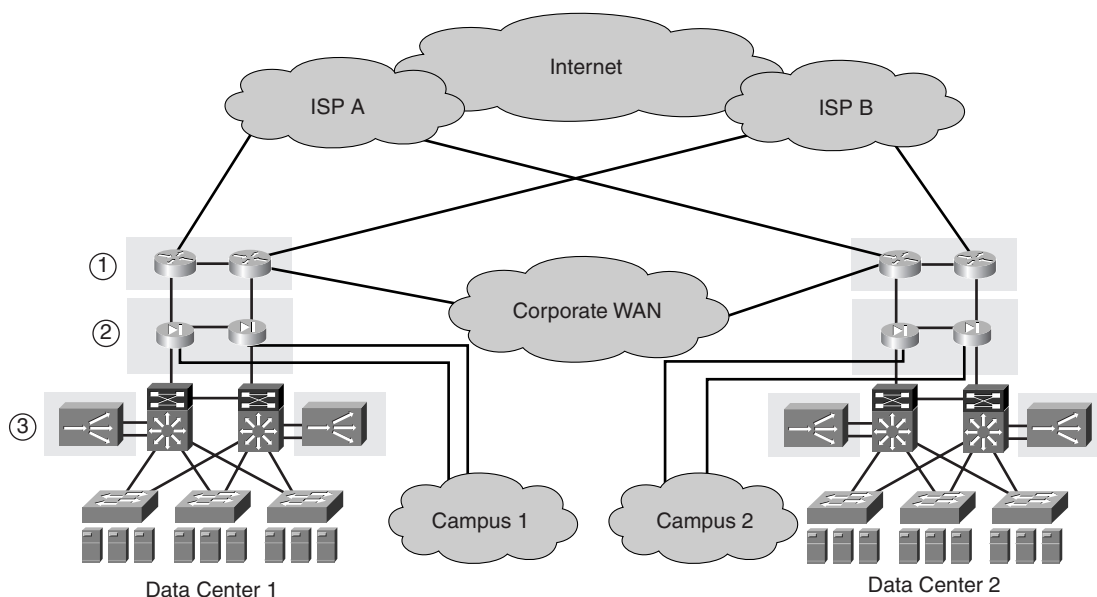 Internet
ISP A
ISP B
1
Corporate WAN
2
3
Campus 1
Campus 2
Data Center 1
Data Center 2